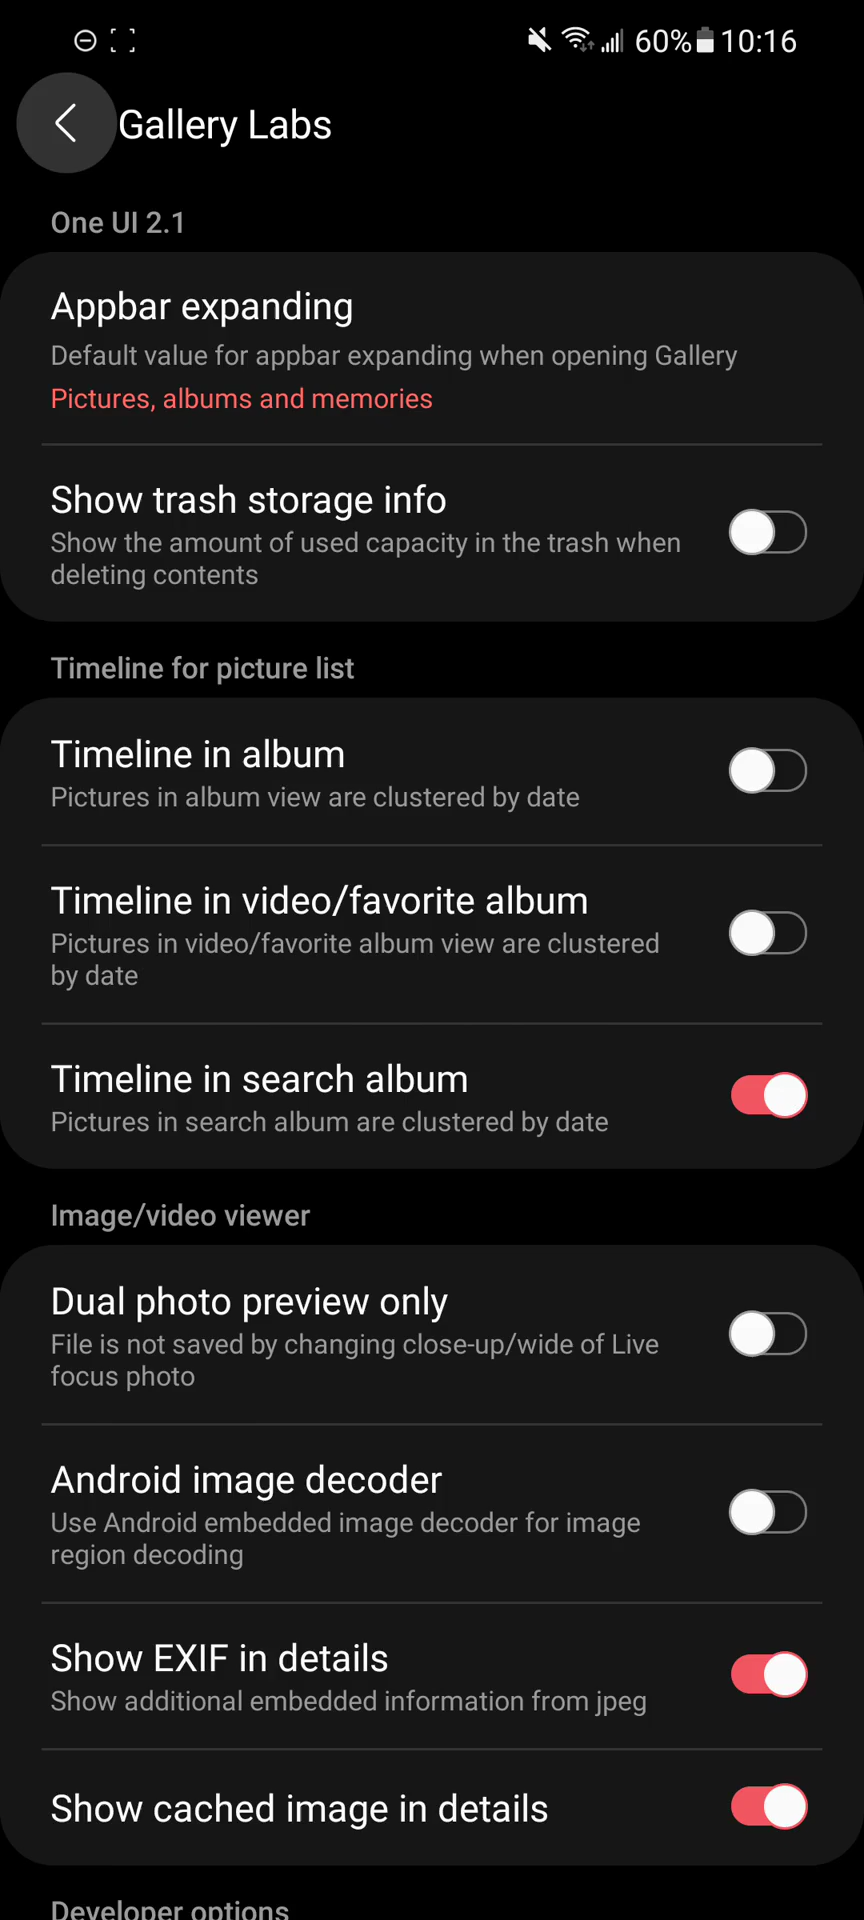 60% 10:16
Gallery Labs
One UI 2.1
Appbar expanding
Default value for appbar expanding when opening Gallery
Pictures, albums and memories
Show trash storage info
Show the amount of used capacity in the trash when
deleting contents
Timeline for picture list
Timeline in album
Pictures in album view are clustered by date
Timeline in video/favorite album
Pictures in video/favorite album view are clustered
by date
Timeline in search album
Pictures in search album are clustered by date
Image/video viewer
Dual photo preview only
File is not saved by changing close-up/wide of Live
focus photo
Android image decoder
Use Android embedded image decoder for image
region decoding
Show EXIF in details
Show additional embedded information from jpeg
Show cached image in details
Developer options